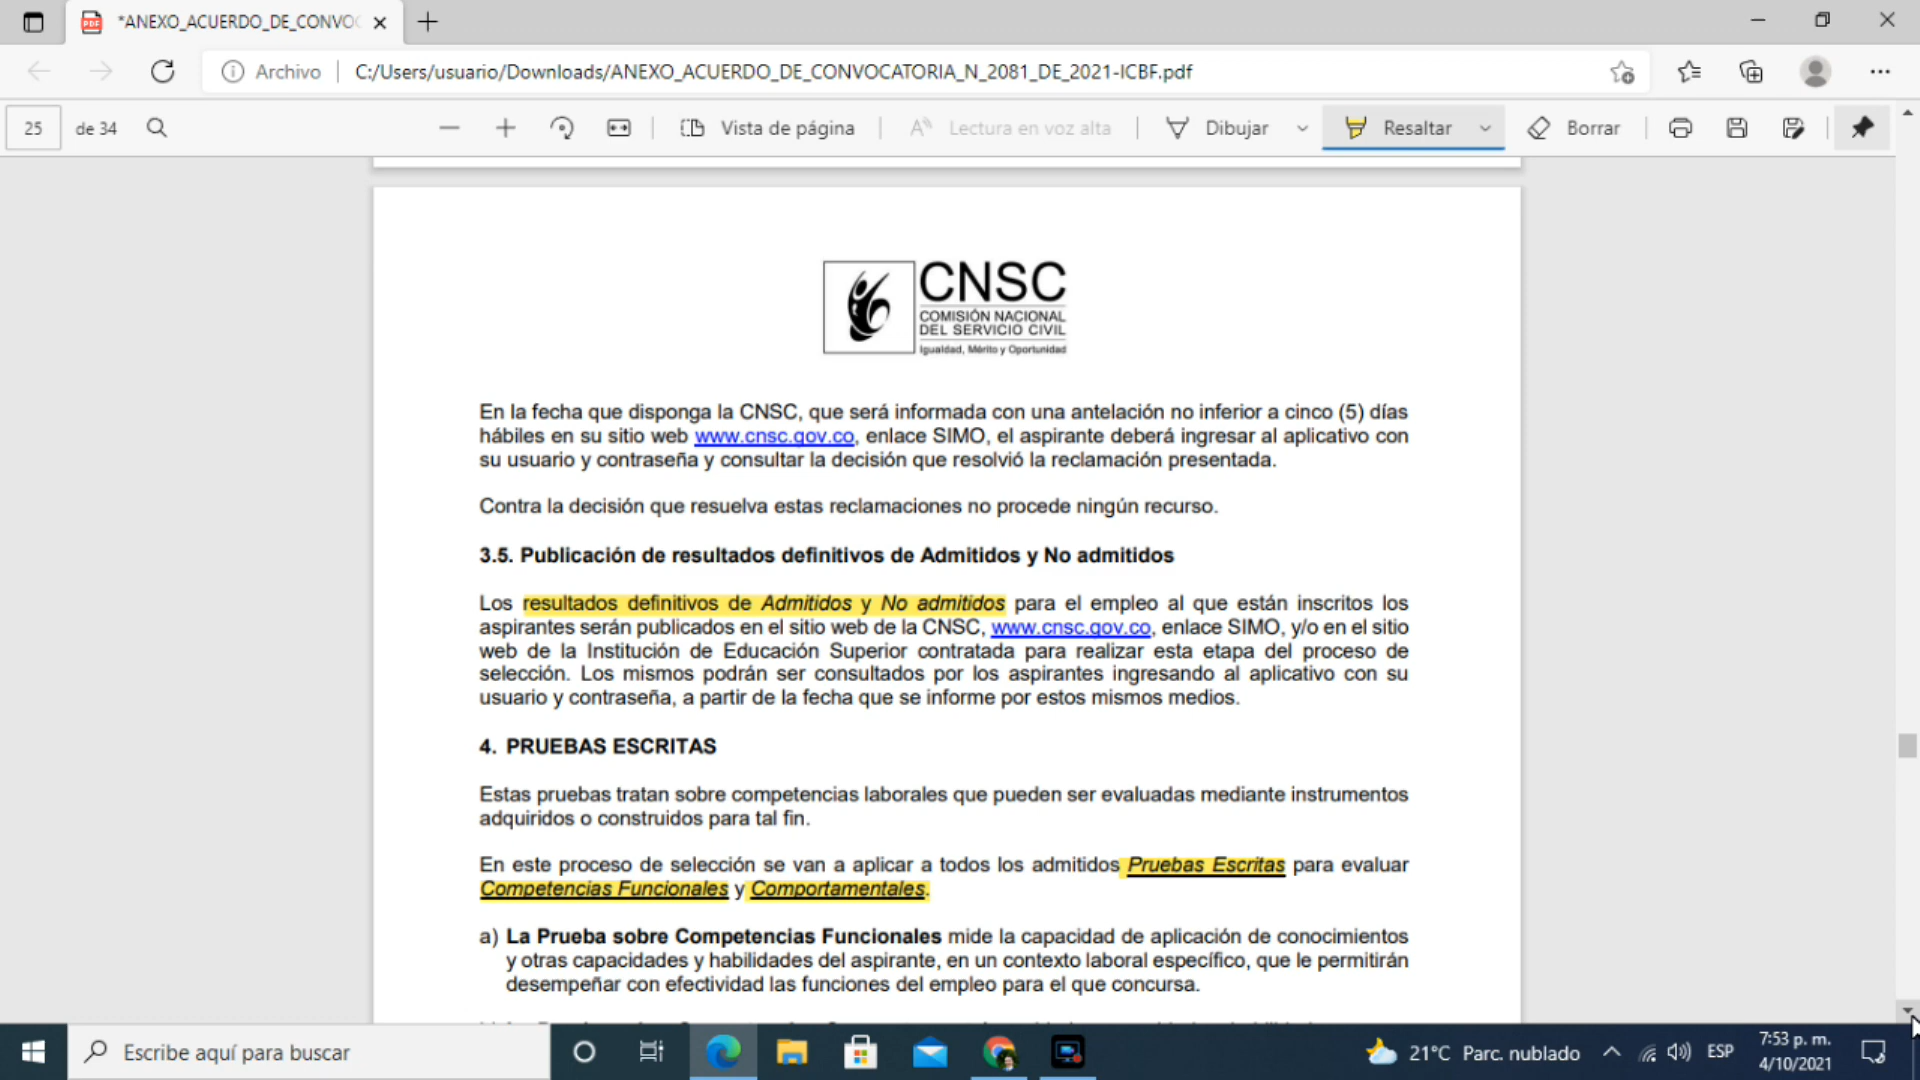 *ANEXO_ACUERDO_DE_CONVO
Archivo C:/Users/usuario/Downloads/ANEXO_ACUERDO_DE_CONVOCATORIA_N_2081_DE_2021-ICBF.pdf
25 de 34 Vista de página Lectura en voz alta Dibujar Resaltar Borrar
CNSC
COMISIÓN NACIONAL
DEL SERVICIO CIVIL
Igualdad, Mérito y Oportunidad
En la fecha que disponga la CNSC, que será informada con una antelación no inferior a cinco (5) días
hábiles en su sitio web www.cnsc.gov.co, enlace SIMO, el aspirante deberá ingresar al aplicativo con
su usuario y contraseña y consultar la decisión que resolvió la reclamación presentada.
Contra la decisión que resuelva estas reclamaciones no procede ningún recurso.
3.5. Publicación de resultados definitivos de Admitidos y No admitidos
Los resultados definitivos de Admitidos y No admitidos para el empleo al que están inscritos los
aspirantes serán publicados en el sitio web de la CNSC, www.cnsc.gov.co, enlace SIMO, y/o en el sitio
web de la Institución de Educación Superior contratada para realizar esta etapa del proceso de
selección. Los mismos podrán ser consultados por los aspirantes ingresando al aplicativo con su
usuario y contraseña, a partir de la fecha que se informe por estos mismos medios.
4. PRUEBAS ESCRITAS
Estas pruebas tratan sobre competencias laborales que pueden ser evaluadas mediante instrumentos
adquiridos o construidos para tal fin.
En este proceso de selección se van a aplicar a todos los admitidos Pruebas Escritas para evaluar
Competencias Funcionales y Comportamentales.
a) La Prueba sobre Competencias Funcionales mide la capacidad de aplicación de conocimientos
y otras capacidades y habilidades del aspirante, en un contexto laboral específico, que le permitirán
desempeñar con efectividad las funciones del empleo para el que concursa.
Escribe aquí para buscar
21°C Parc. nublado
ESP
7:53 p. m.
4/10/2021